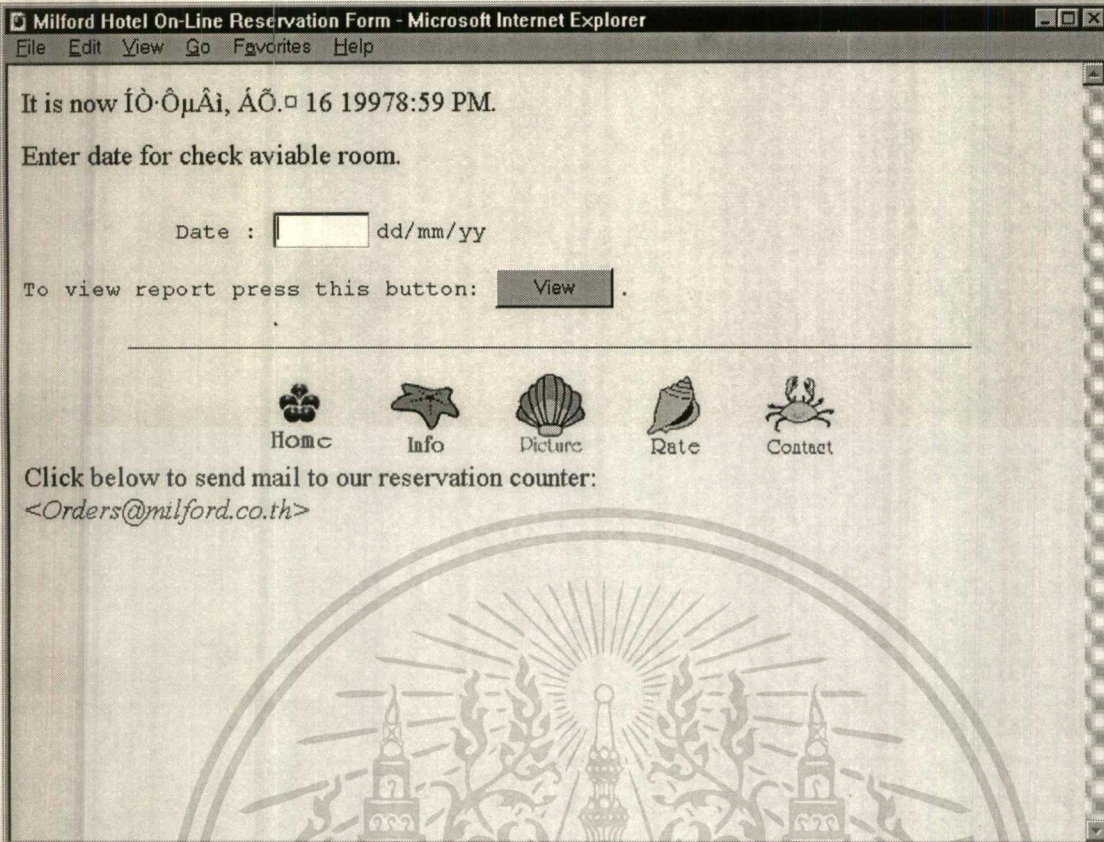 Milford Hotel On-Line Reservation Form - Microsoft Internet Explorer
File Edit View Go Favorites Help
It is now ÍÒ·ÔµÂì, ÁÕ.¤ 16 19978:59 PM.
Enter date for check aviable room.
Date : dd/mm/yy
To view report press this button: View .
Home Info Picture Rate Contact
Click below to send mail to our reservation counter:
<Orders@milford.co.th>